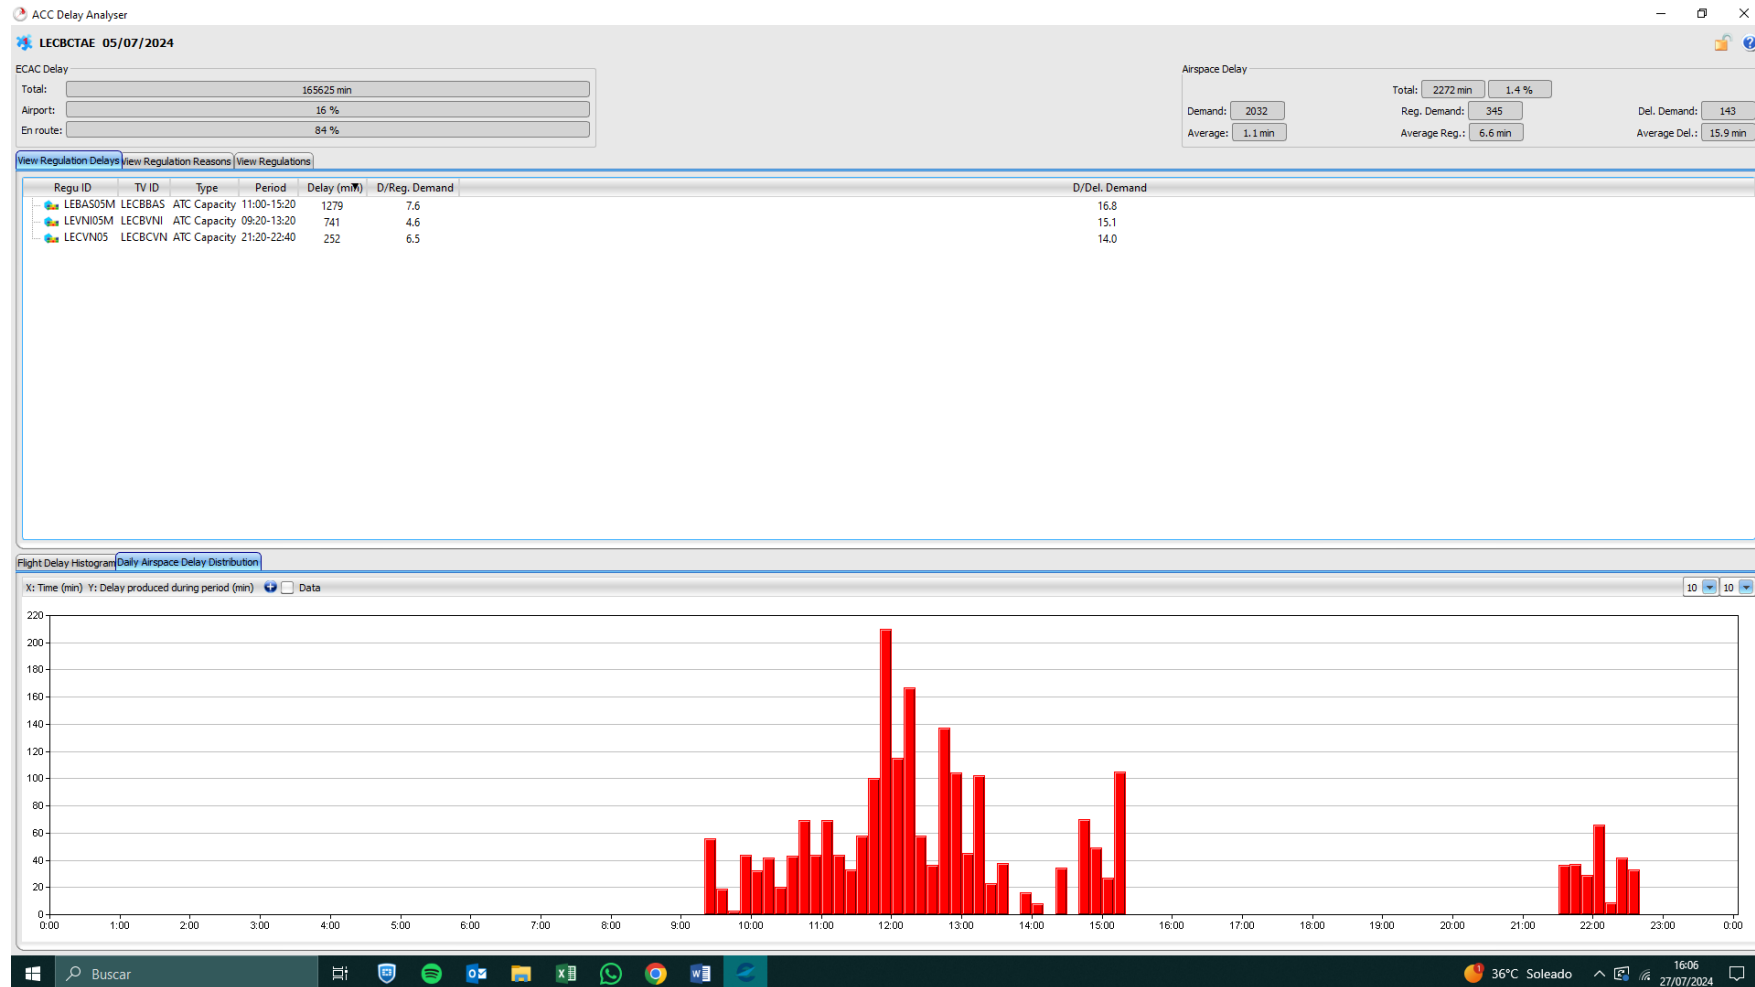 ACC Delay Analyser
LECBCTAE 05/07/2024
ECAC Delay
Total: 165625 min
Airport: 16 %
En route: 84 %
Airspace Delay
Total: 2272 min 1.4 %
Demand: 2032 Reg. Demand: 345 Del. Demand: 143
Average: 1.1 min Average Reg.: 6.6 min Average Del.: 15.9 min
View Regulation Delays View Regulation Reasons View Regulations
Regu ID TV ID Type Period Delay (min) D/Reg. Demand D/Del. Demand
LEBAS05M LECBBAS ATC Capacity 11:00-15:20 1279 7.6 16.8
LEVNI05M LECBVNI ATC Capacity 09:20-13:20 741 4.6 15.1
LECVN05 LECBCVN ATC Capacity 21:20-22:40 252 6.5 14.0
Flight Delay Histogram Daily Airspace Delay Distribution
X: Time (min) Y: Delay produced during period (min) Data 10 10
220
200
180
160
140
120
100
80
60
40
20
0
0:00 1:00 2:00 3:00 4:00 5:00 6:00 7:00 8:00 9:00 10:00 11:00 12:00 13:00 14:00 15:00 16:00 17:00 18:00 19:00 20:00 21:00 22:00 23:00 0:00
Buscar
36°C Soleado
16:06
27/07/2024